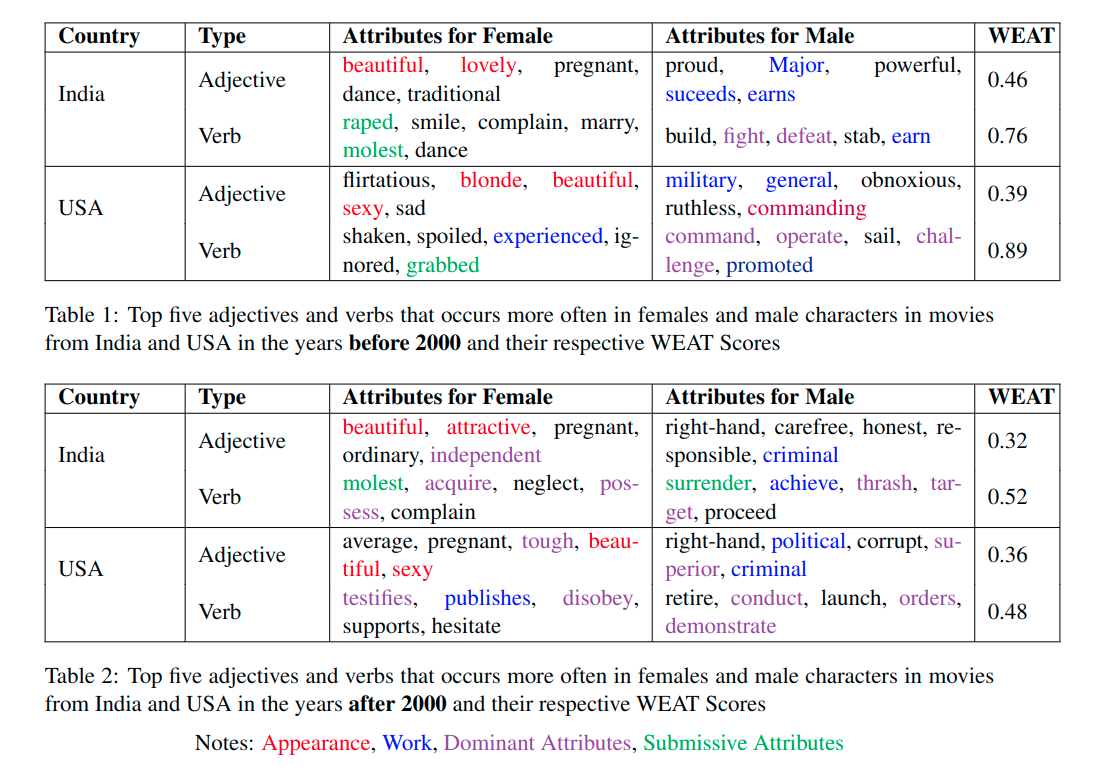 Country Type Attributes for Female Attributes for Male WEAT
India Adjective beautiful, lovely, pregnant, dance, traditional proud, Major, powerful, suceeds, earns 0.46
Verb raped, smile, complain, marry, molest, dance build, fight, defeat, stab, earn 0.76
USA Adjective flirtatious, blonde, beautiful, sexy, sad military, general, obnoxious, ruthless, commanding 0.39
Verb shaken, spoiled, experienced, ignored, grabbed command, operate, sail, challenge, promoted 0.89
Table 1: Top five adjectives and verbs that occurs more often in females and male characters in movies
from India and USA in the years before 2000 and their respective WEAT Scores
Country Type Attributes for Female Attributes for Male WEAT
India Adjective beautiful, attractive, pregnant, ordinary, independent right-hand, carefree, honest, responsible, criminal 0.32
Verb molest, acquire, neglect, possess, complain surrender, achieve, thrash, target, proceed 0.52
USA Adjective average, pregnant, tough, beautiful, sexy right-hand, political, corrupt, superior, criminal 0.36
Verb testifies, publishes, disobey, supports, hesitate retire, conduct, launch, orders, demonstrate 0.48
Table 2: Top five adjectives and verbs that occurs more often in females and male characters in movies
from India and USA in the years after 2000 and their respective WEAT Scores
Notes: Appearance, Work, Dominant Attributes, Submissive Attributes